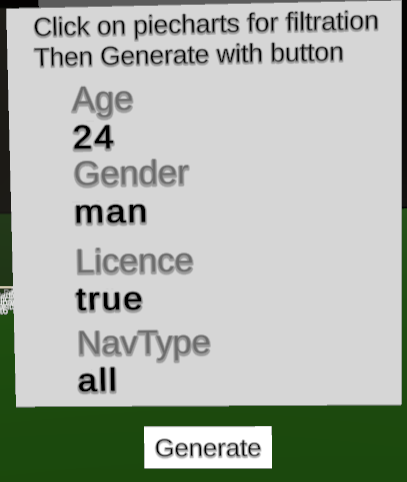 Click on piecharts for filtration
Then Generate with button
Age
24
Gender
man
Licence
true
NavType
all
Generate